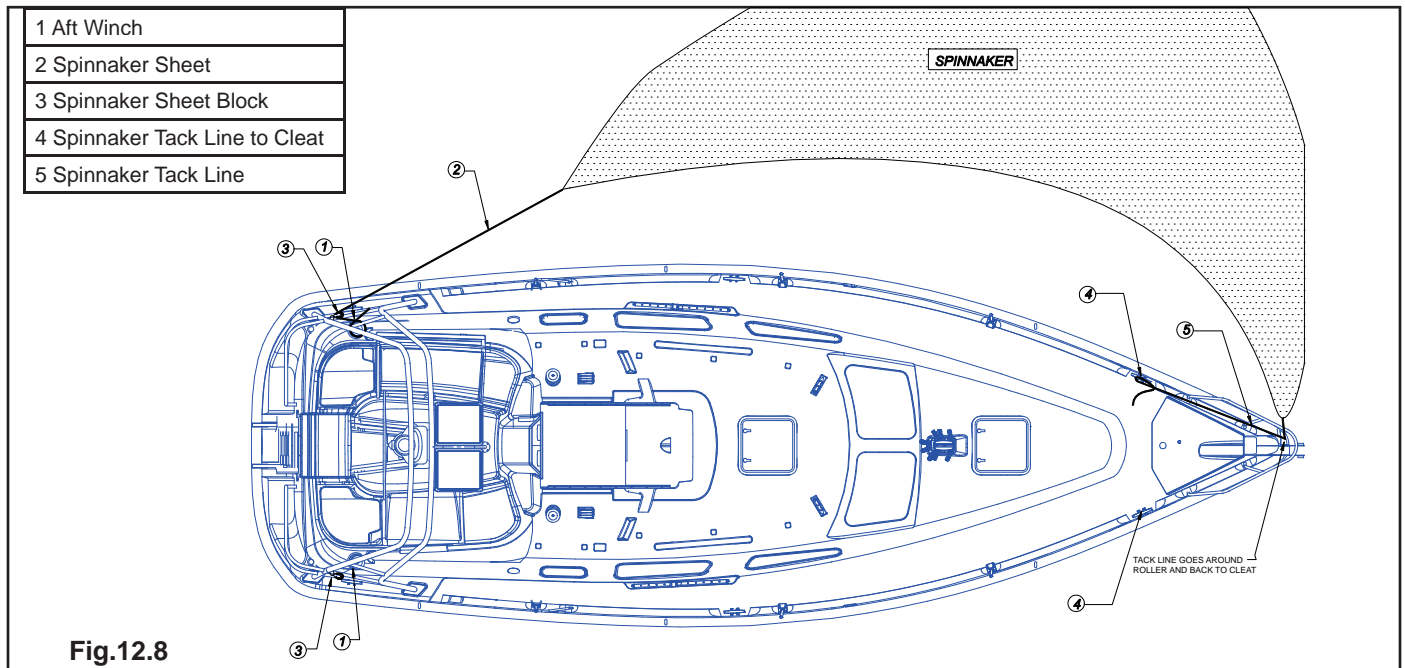 1 Aft Winch
2 Spinnaker Sheet
3 Spinnaker Sheet Block
4 Spinnaker Tack Line to Cleat
5 Spinnaker Tack Line
SPINNAKER
2
3
1
4
5
TACK LINE GOES AROUND
ROLLER AND BACK TO CLEAT
4
3
1
Fig.12.8